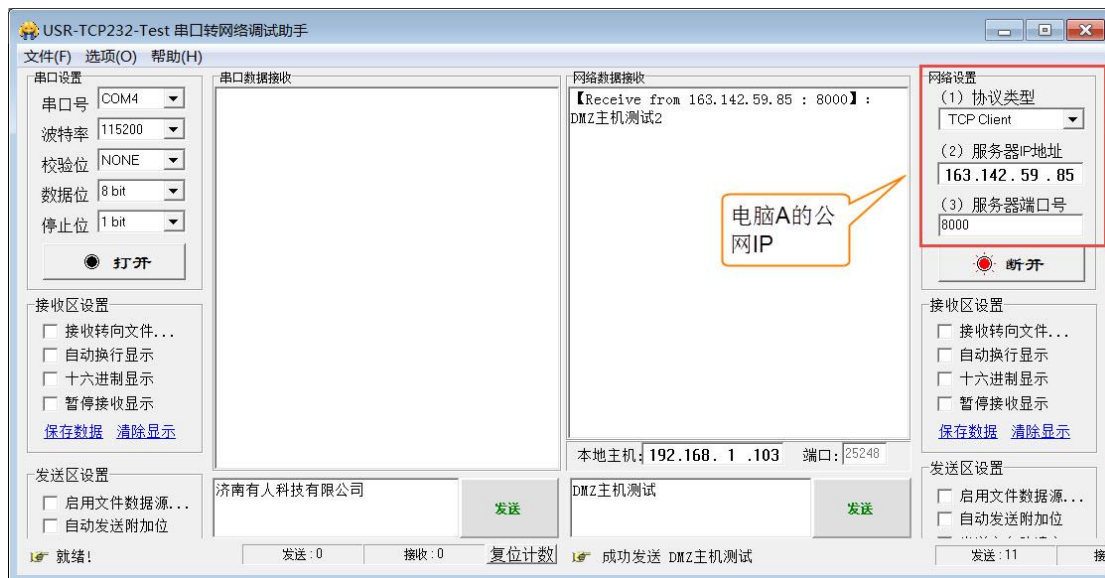 USR-TCP232-Test 串口转网络调试助手
文件(F) 选项(O) 帮助(H)
串口设置
串口号 COM4
波特率 115200
校验位 NONE
数据位 8 bit
停止位 1 bit
打开
接收区设置
接收转向文件...
自动换行显示
十六进制显示
暂停接收显示
保存数据 清除显示
发送区设置
启用文件数据源...
自动发送附加位
串口数据接收
济南有人科技有限公司
发送
网络数据接收
【Receive from 163.142.59.85 : 8000】:
DMZ主机测试2
电脑A的公
网IP
本地主机: 192.168. 1 .103 端口: 25248
DMZ主机测试
发送
网络设置
(1) 协议类型
TCP Client
(2) 服务器IP地址
163.142. 59 . 85
(3) 服务器端口号
8000
断开
接收区设置
接收转向文件...
自动换行显示
十六进制显示
暂停接收显示
保存数据 清除显示
发送区设置
启用文件数据源...
自动发送附加位
就绪! 发送:0 接收:0 复位计数 成功发送 DMZ主机测试 发送:11 接